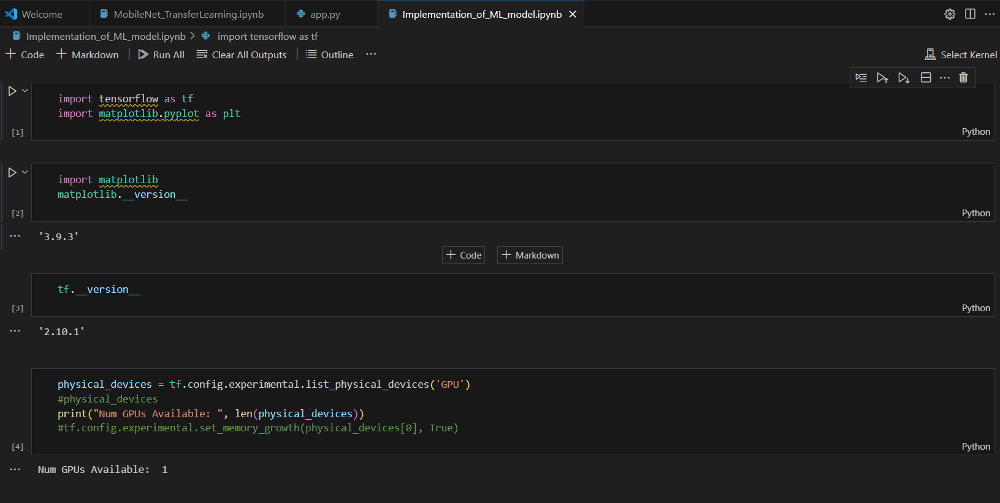 Welcome
MobileNet_TransferLearning.ipynb
app.py
Implementation_of_ML_model.ipynb
Implementation_of_ML_model.ipynb > import tensorflow as tf
+ Code + Markdown Run All Clear All Outputs Outline ... Select Kernel
import tensorflow as tf
import matplotlib.pyplot as plt
[1]
Python
import matplotlib
matplotlib.__version__
[2]
Python
... '3.9.3'
+ Code + Markdown
tf.__version__
[3]
Python
... '2.10.1'
physical_devices = tf.config.experimental.list_physical_devices('GPU')
#physical_devices
print("Num GPUs Available: ", len(physical_devices))
#tf.config.experimental.set_memory_growth(physical_devices[0], True)
[4]
Python
... Num GPUs Available:  1